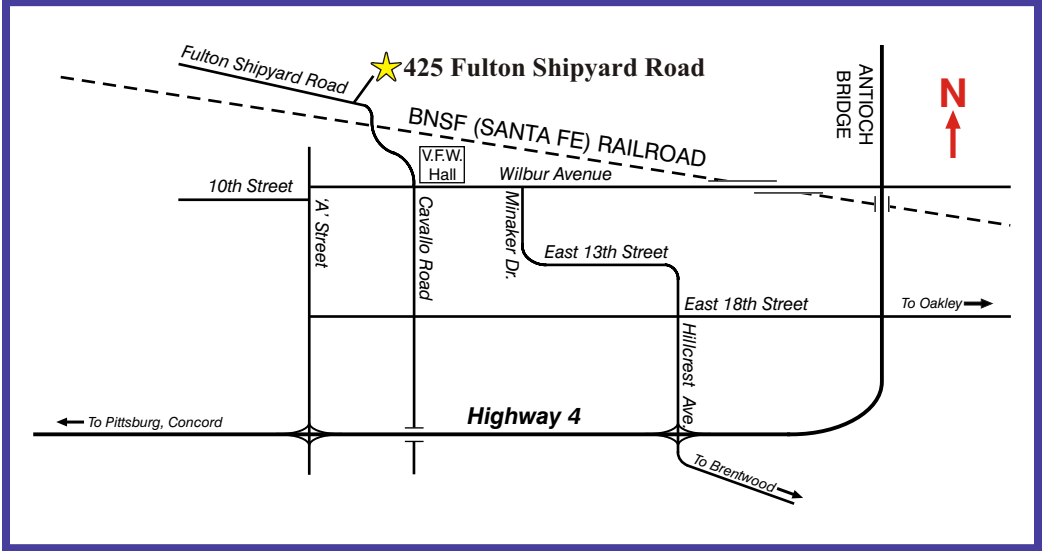 Fulton Shipyard Road
425 Fulton Shipyard Road
ANTIOCH
BRIDGE
N
BNSF (SANTA FE) RAILROAD
V.F.W.
Hall
Wilbur Avenue
10th Street
'A' Street
Cavallo Road
Minaker Dr.
East 13th Street
East 18th Street
To Oakley
Hillcrest Ave.
To Pittsburg, Concord
Highway 4
To Brentwood